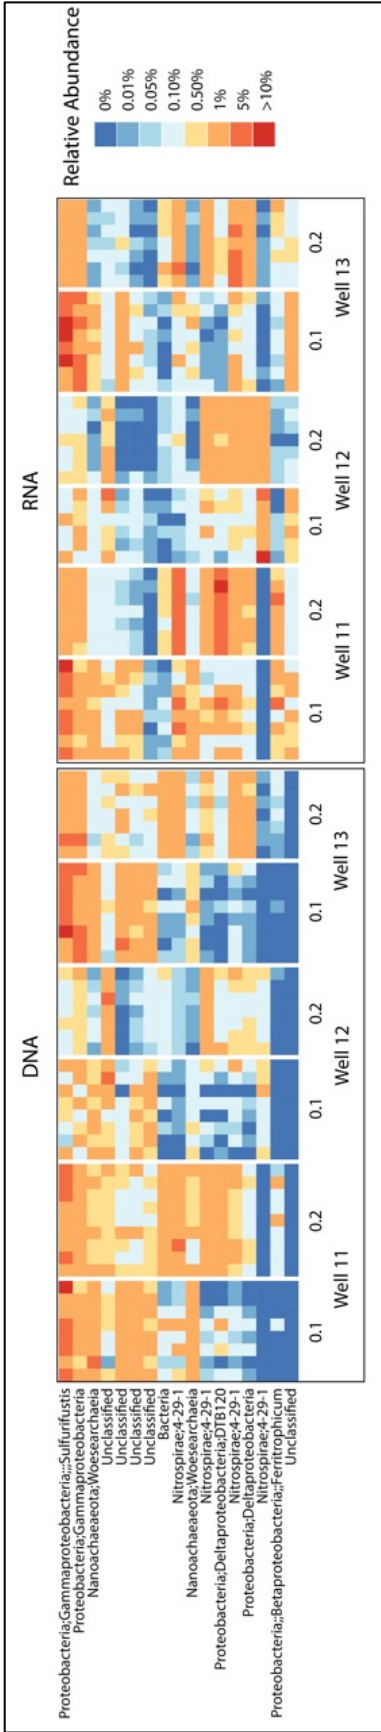 DNA
RNA
Relative Abundance
0%
0.01%
0.05%
0.10%
0.50%
1%
5%
>10%
Proteobacteria;Gammaproteobacteria;;;Sulfurifustis
Proteobacteria;Gammaproteobacteria
Nanoachaeaeota;Woesearchaeia
Unclassified
Unclassified
Unclassified
Unclassified
Bacteria
Nitrospirae;4-29-1
Nanoachaeaeota;Woesearchaeia
Nitrospirae;4-29-1
Proteobacteria;Deltaproteobacteria;DTB120
Nitrospirae;4-29-1
Proteobacteria;Deltaproteobacteria
Nitrospirae;4-29-1
Proteobacteria;;Betaproteobacteria;;Ferritrophicum
Unclassified
0.1 0.2 0.1 0.2 0.1 0.2 0.1 0.2 0.1 0.2 0.1 0.2
Well 11 Well 12 Well 13 Well 11 Well 12 Well 13